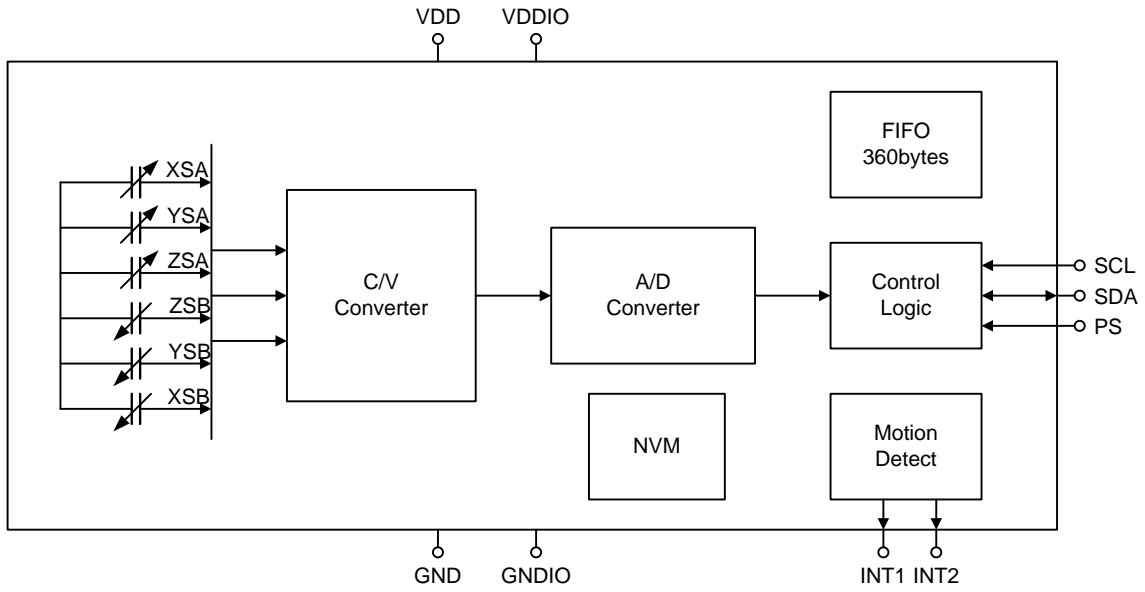 VDD
VDDIO
FIFO
360bytes
XSA
YSA
ZSA
ZSB
YSB
XSB
C/V
Converter
A/D
Converter
Control
Logic
SCL
SDA
PS
NVM
Motion
Detect
GND
GNDIO
INT1
INT2